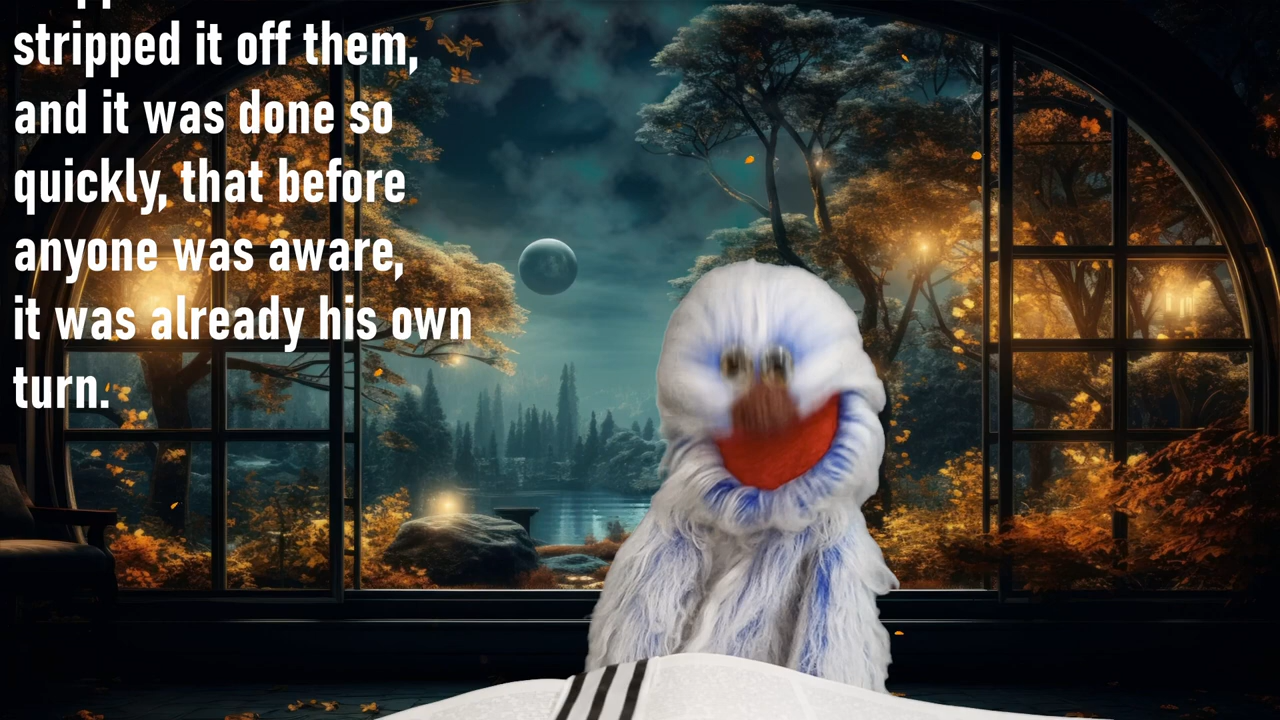 stripped it off them,
and it was done so
quickly, that before
anyone was aware,
it was already his own
turn.